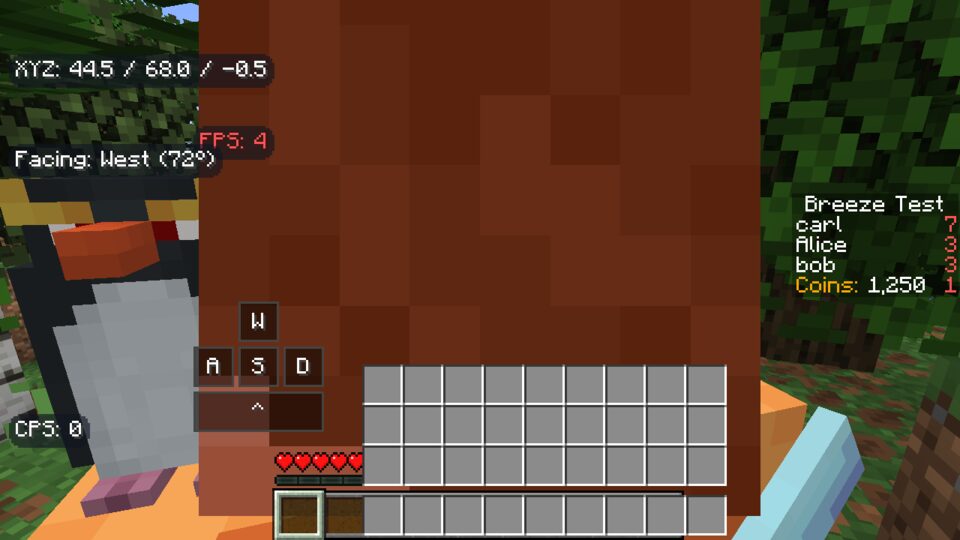 XYZ: 44.5 / 68.0 / -0.5
FPS: 4
Facing: West (72°)
Breeze Test
carl 7
Alice 3
bob 3
Coins: 1,250 1
W
A S D
^
CPS: 0